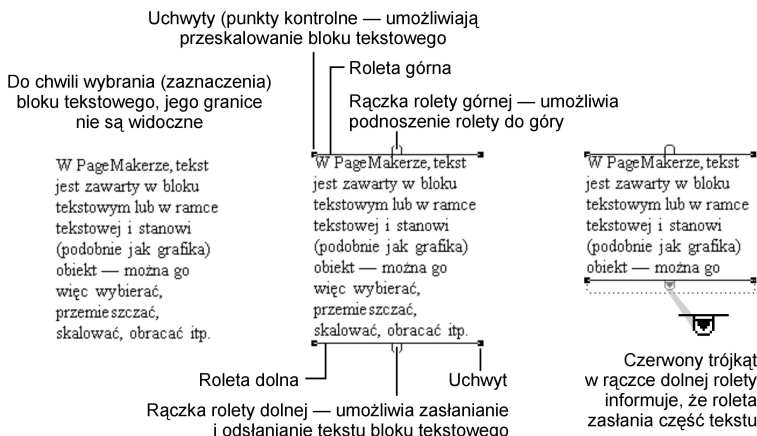 Uchwyty (punkty kontrolne — umożliwiają
przeskalowanie bloku tekstowego
Do chwili wybrania (zaznaczenia)
bloku tekstowego, jego granice
nie są widoczne
Roleta górna
Rączka rolety górnej — umożliwia
podnoszenie rolety do góry
W PageMakerze, tekst
jest zawarty w bloku
tekstowym lub w ramce
tekstowej i stanowi
(podobnie jak grafika)
obiekt — można go
więc wybierać,
przemieszczać,
skalować, obracać itp.
W PageMakerze, tekst
jest zawarty w bloku
tekstowym lub w ramce
tekstowej i stanowi
(podobnie jak grafika)
obiekt — można go
więc wybierać,
przemieszczać,
skalować, obracać itp.
W PageMakerze, tekst
jest zawarty w bloku
tekstowym lub w ramce
tekstowej i stanowi
(podobnie jak grafika)
obiekt — można go
Roleta dolna
Uchwyt
Rączka rolety dolnej — umożliwia zasłanianie
i odsłanianie tekstu bloku tekstowego
Czerwony trójkąt
w rączce dolnej rolety
informuje, że roleta
zasłania część tekstu